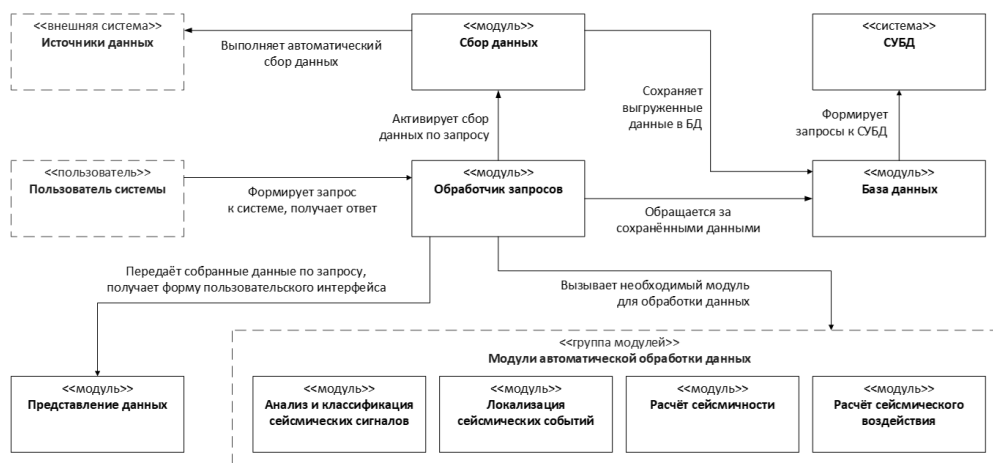 <<внешняя система>>
Источники данных
Выполняет автоматический
сбор данных
<<модуль>>
Сбор данных
<<система>>
СУБД
Сохраняет
выгруженные
данные в БД
Формирует
запросы к СУБД
Активирует сбор
данных по запросу
<<пользователь>>
Пользователь системы
Формирует запрос
к системе, получает ответ
<<модуль>>
Обработчик запросов
Обращается за
сохранёнными данными
<<модуль>>
База данных
Передаёт собранные данные по запросу,
получает форму пользовательского интерфейса
Вызывает необходимый модуль
для обработки данных
<<группа модулей>>
Модули автоматической обработки данных
<<модуль>>
Представление данных
<<модуль>>
Анализ и классификация
сейсмических сигналов
<<модуль>>
Локализация
сейсмических событий
<<модуль>>
Расчёт сейсмичности
<<модуль>>
Расчёт сейсмического
воздействия